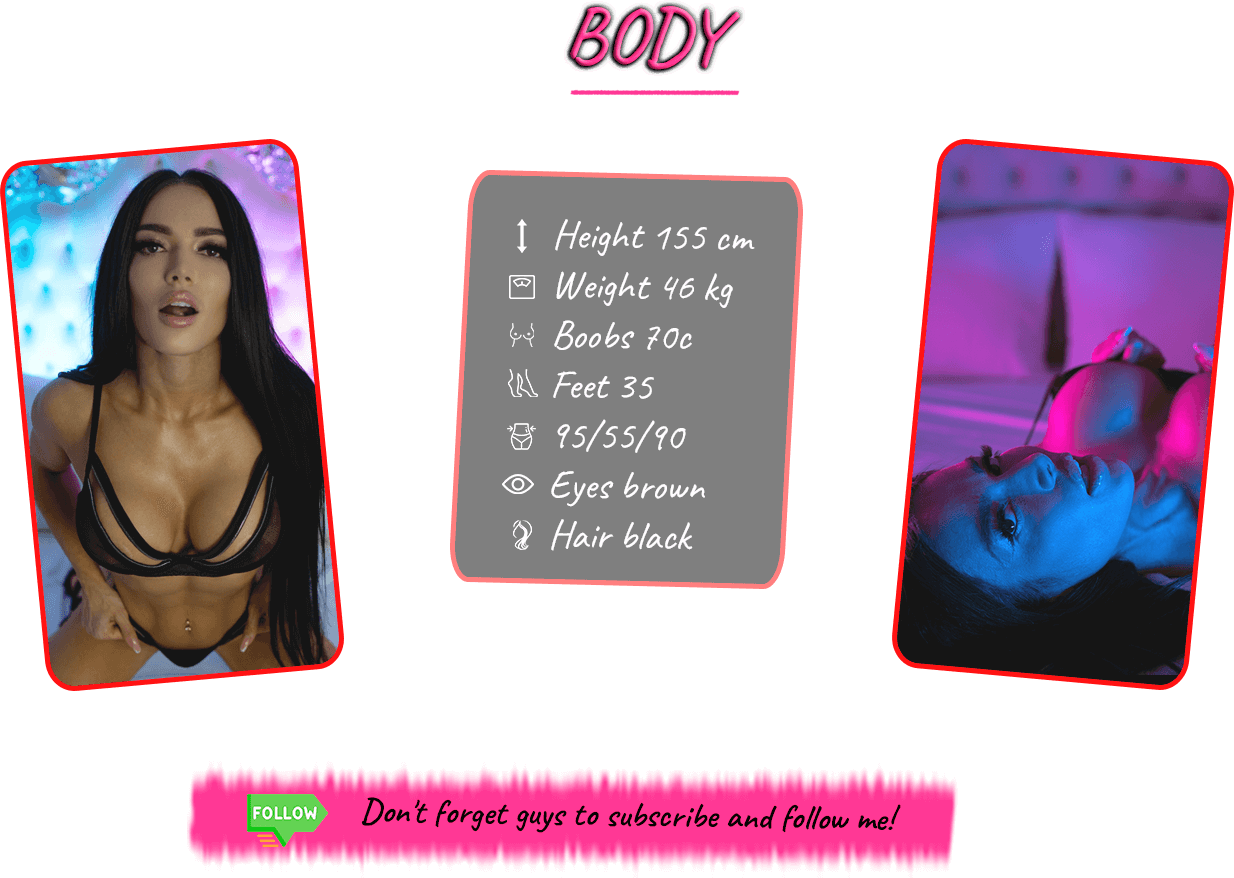 BODY
Height 155 cm
Weight 46 kg
Boobs 70c
Feet 35
95/55/90
Eyes brown
Hair black
FOLLOW
Don't forget guys to subscribe and follow me!